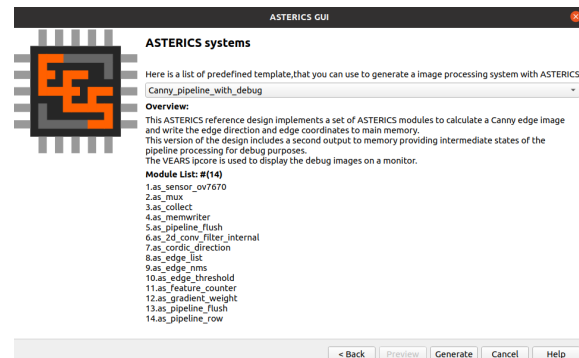 ASTERICS GUI
ASTERICS systems
Here is a list of predefined template,that you can use to generate a image processing system with ASTERICS
Canny_pipeline_with_debug
Overview:
This ASTERICS reference design implements a set of ASTERICS modules to calculate a Canny edge image
and write the edge direction and edge coordinates to main memory.
This version of the design includes a second output to memory providing intermediate states of the
pipeline processing for debug purposes.
The VEARS ipcore is used to display the debug images on a monitor.
Module List: #(14)
1.as_sensor_ov7670
2.as_mux
3.as_collect
4.as_memwriter
5.as_pipeline_flush
6.as_2d_conv_filter_internal
7.as_cordic_direction
8.as_edge_list
9.as_edge_nms
10.as_edge_threshold
11.as_feature_counter
12.as_gradient_weight
13.as_pipeline_flush
14.as_pipeline_row
< Back Preview Generate Cancel Help